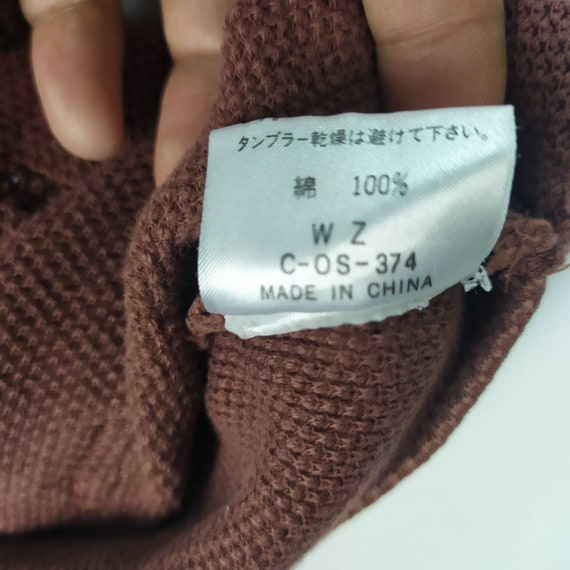 タンブラー乾燥は避けて下さい。
綿 100%
W Z
C-OS-374
MADE IN CHINA